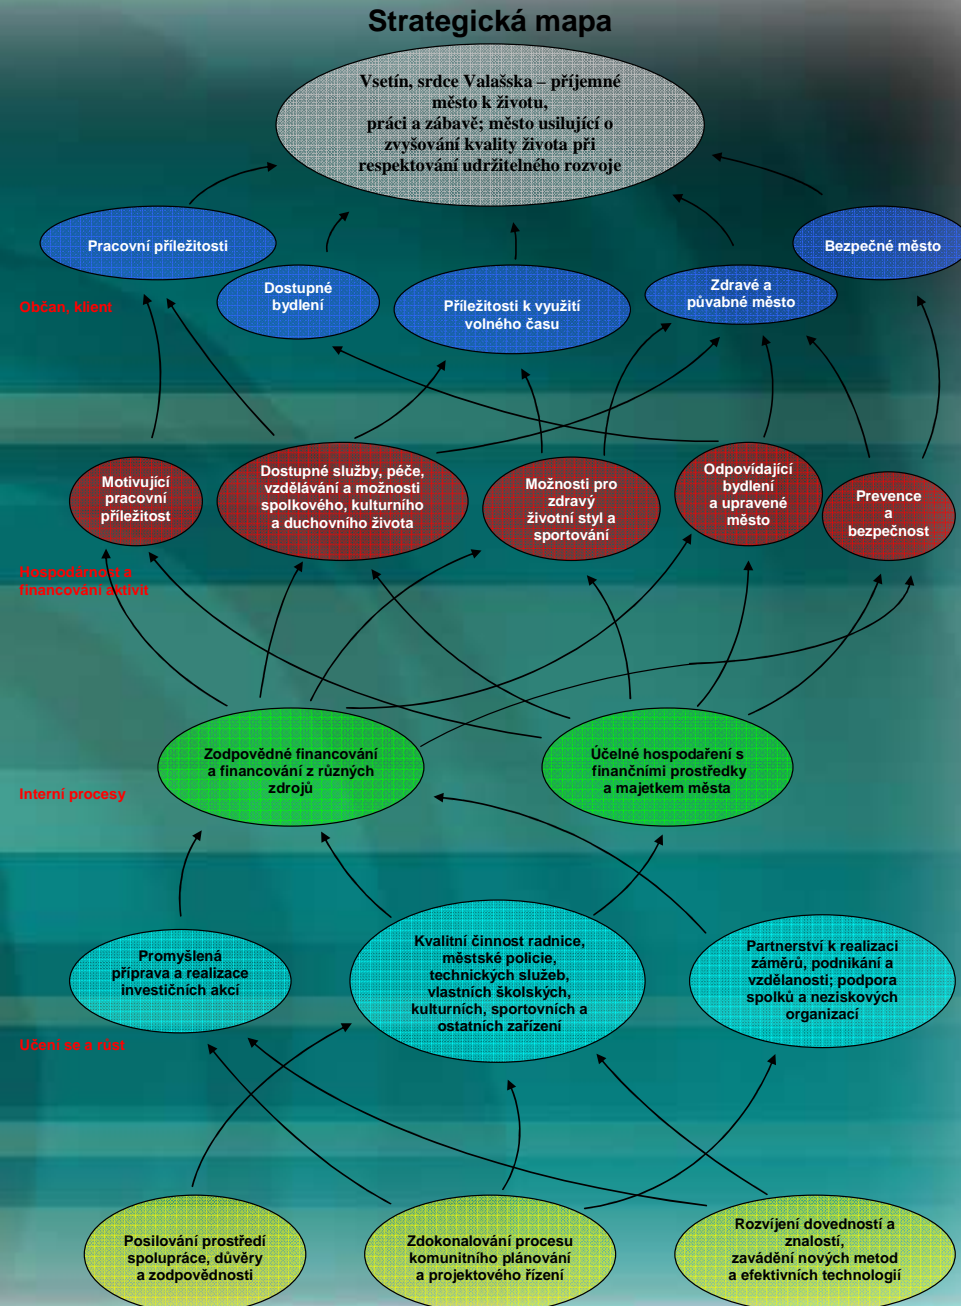 Strategická mapa
Vsetín, srdce Valašska – příjemné
město k životu,
práci a zábavě; město usilující o
zvyšování kvality života při
respektování udržitelného rozvoje
Pracovní příležitosti
Bezpečné město
Dostupné
bydlení
Příležitosti k využití
volného času
Zdravé a
půvabné město
Občan, klient
Motivující
pracovní
příležitost
Dostupné služby, péče,
vzdělávání a možnosti
spolkového, kulturního
a duchovního života
Možnosti pro
zdravý
životní styl a
sportování
Odpovídající
bydlení
a upravené
město
Prevence
a
bezpečnost
Hospodárnost a
financování aktivit
Zodpovědné financování
a financování z různých
zdrojů
Účelné hospodaření s
finančními prostředky
a majetkem města
Interní procesy
Promyšlená
příprava a realizace
investičních akcí
Kvalitní činnost radnice,
městské policie,
technických služeb,
vlastních školských,
kulturních, sportovních a
ostatních zařízení
Partnerství k realizaci
záměrů, podnikání a
vzdělanosti; podpora
spolků a neziskových
organizací
Učení se a růst
Posilování prostředí
spolupráce, důvěry
a zodpovědnosti
Zdokonalování procesu
komunitního plánování
a projektového řízení
Rozvíjení dovedností a
znalostí,
zavádění nových metod
a efektivních technologií